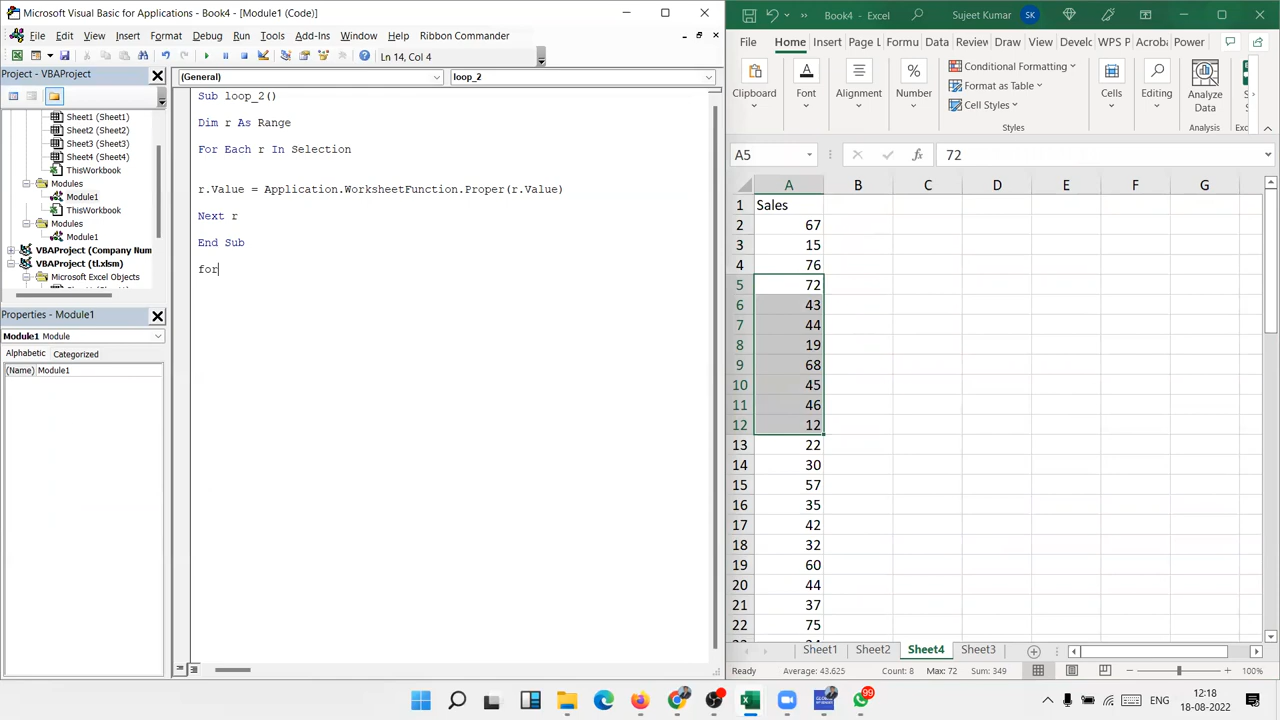 Microsoft Visual Basic for Applications - Book4 - [Module1 (Code)]
File Edit View Insert Format Debug Run Tools Add-Ins Window Help Ribbon Commander
Ln 14, Col 4
Project - VBAProject
Sheet1 (Sheet1)
Sheet2 (Sheet2)
Sheet3 (Sheet3)
Sheet4 (Sheet4)
ThisWorkbook
Modules
Module1
ThisWorkbook
Modules
Module1
VBAProject (Company Num
VBAProject (tl.xlsm)
Microsoft Excel Objects
Properties - Module1
Module1 Module
Alphabetic Categorized
(Name) Module1
(General) loop_2
Sub loop_2()
Dim r As Range
For Each r In Selection
r.Value = Application.WorksheetFunction.Proper(r.Value)
Next r
End Sub
for
Book4 - Excel Sujeet Kumar SK
File Home Insert Page L Formu Data Review Draw View Develo WPS P Acrob Power
Clipboard Font Alignment Number
Conditional Formatting
Format as Table
Cell Styles
Styles
Cells Editing
Analyze Data
Analysis
A5 fx 72
A B C D E F G
1 Sales
2 67
3 15
4 76
5 72
6 43
7 44
8 19
9 68
10 45
11 46
12 12
13 22
14 30
15 57
16 35
17 42
18 32
19 60
20 44
21 37
22 75
Sheet1 Sheet2 Sheet4 Sheet3
Ready Average: 43.625 Count: 8 Max: 72 Sum: 349 100%
99
ENG
12:18
18-08-2022